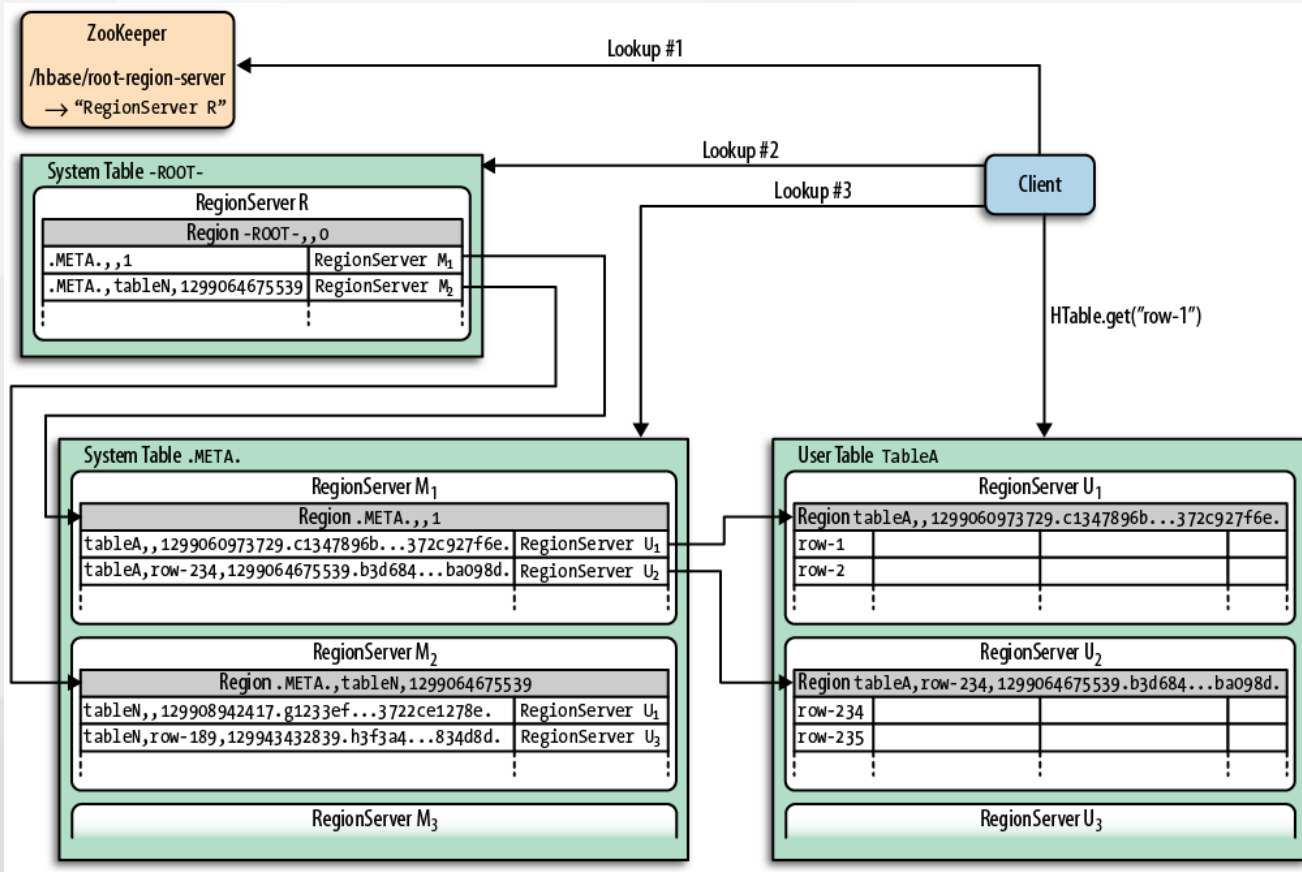 ZooKeeper
/hbase/root-region-server
→ “RegionServer R”
Lookup #1
Lookup #2
Lookup #3
Client
HTable.get(”row-1”)
System Table -ROOT-
RegionServer R
Region -ROOT-,,0
.META.,,1 RegionServer M1
.META.,tableN,1299064675539 RegionServer M2
System Table .META.
RegionServer M1
Region .META.,,1
tableA,,1299060973729.c1347896b...372c927f6e. RegionServer U1
tableA,row-234,1299064675539.b3d684...ba098d. RegionServer U2
RegionServer M2
Region .META.,tableN,1299064675539
tableN,,129908942417.g1233ef...3722ce1278e. RegionServer U1
tableN,row-189,129943432839.h3f3a4...834d8d. RegionServer U3
RegionServer M3
User Table TableA
RegionServer U1
Region tableA,,1299060973729.c1347896b...372c927f6e.
row-1
row-2
RegionServer U2
Region tableA,row-234,1299064675539.b3d684...ba098d.
row-234
row-235
RegionServer U3